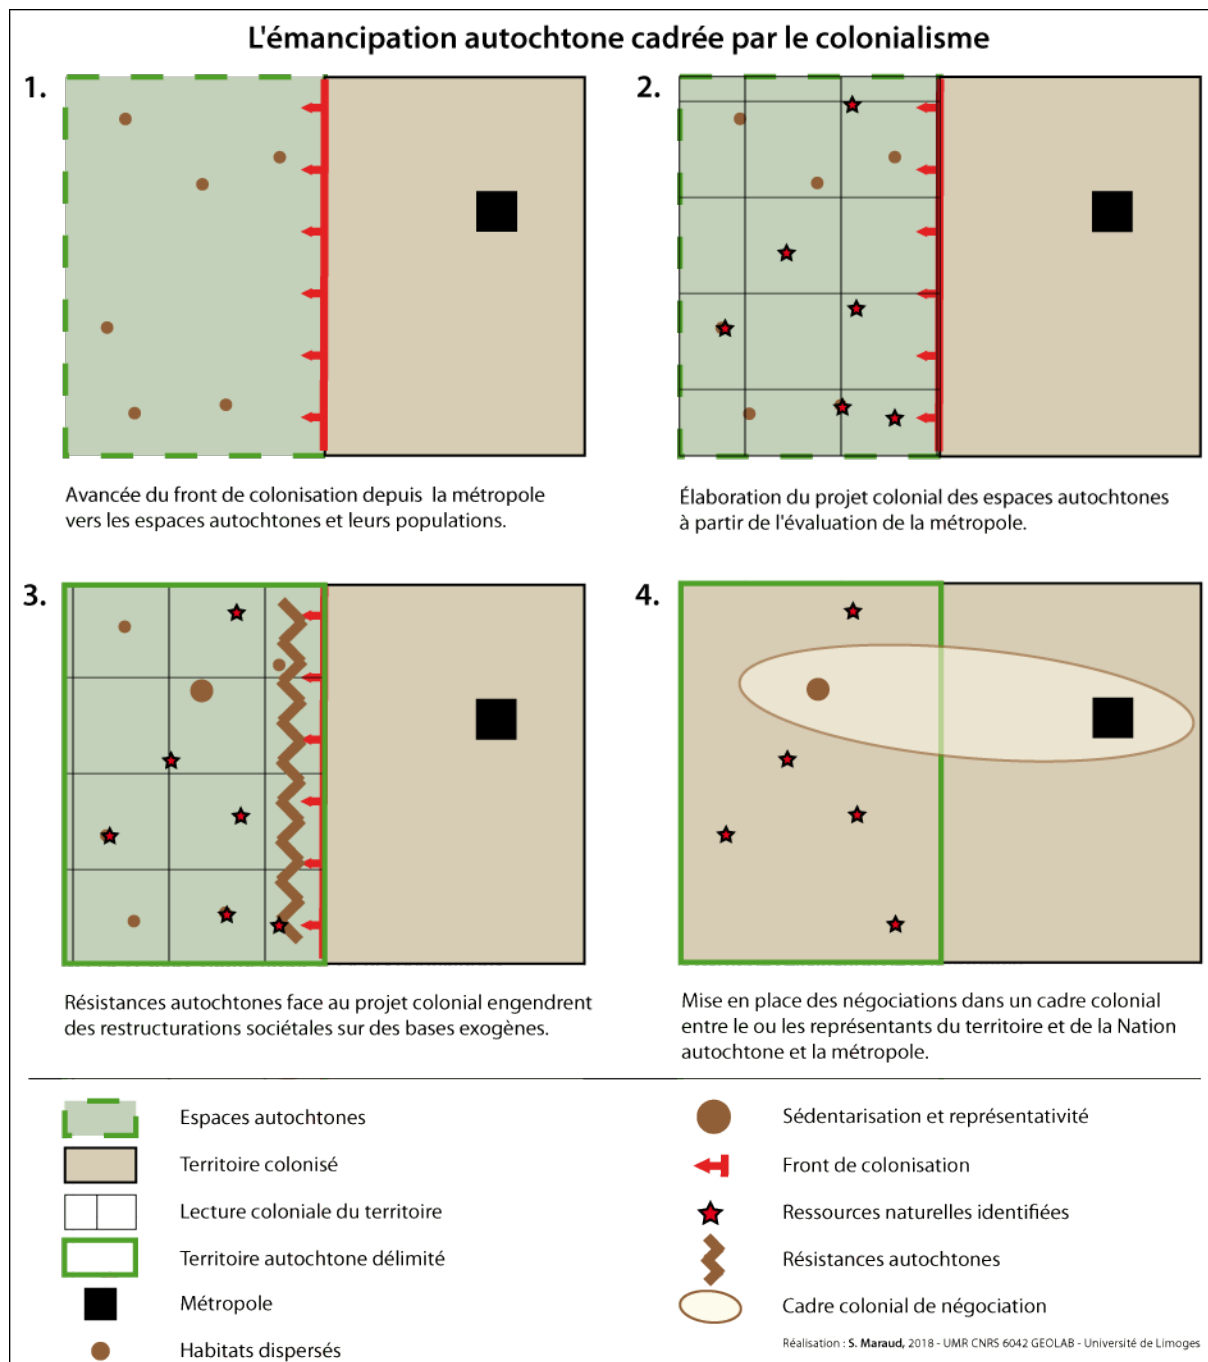 L'émancipation autochtone cadrée par le colonialisme
1.
2.
Avancée du front de colonisation depuis la métropole
vers les espaces autochtones et leurs populations.
Élaboration du projet colonial des espaces autochtones
à partir de l'évaluation de la métropole.
3.
4.
Résistances autochtones face au projet colonial engendrent
des restructurations sociétales sur des bases exogènes.
Mise en place des négociations dans un cadre colonial
entre le ou les représentants du territoire et de la Nation
autochtone et la métropole.
Espaces autochtones
Territoire colonisé
Lecture coloniale du territoire
Territoire autochtone délimité
Métropole
Habitats dispersés
Sédentarisation et représentativité
Front de colonisation
Ressources naturelles identifiées
Résistances autochtones
Cadre colonial de négociation
Réalisation : S. Maraud, 2018 - UMR CNRS 6042 GEOLAB - Université de Limoges